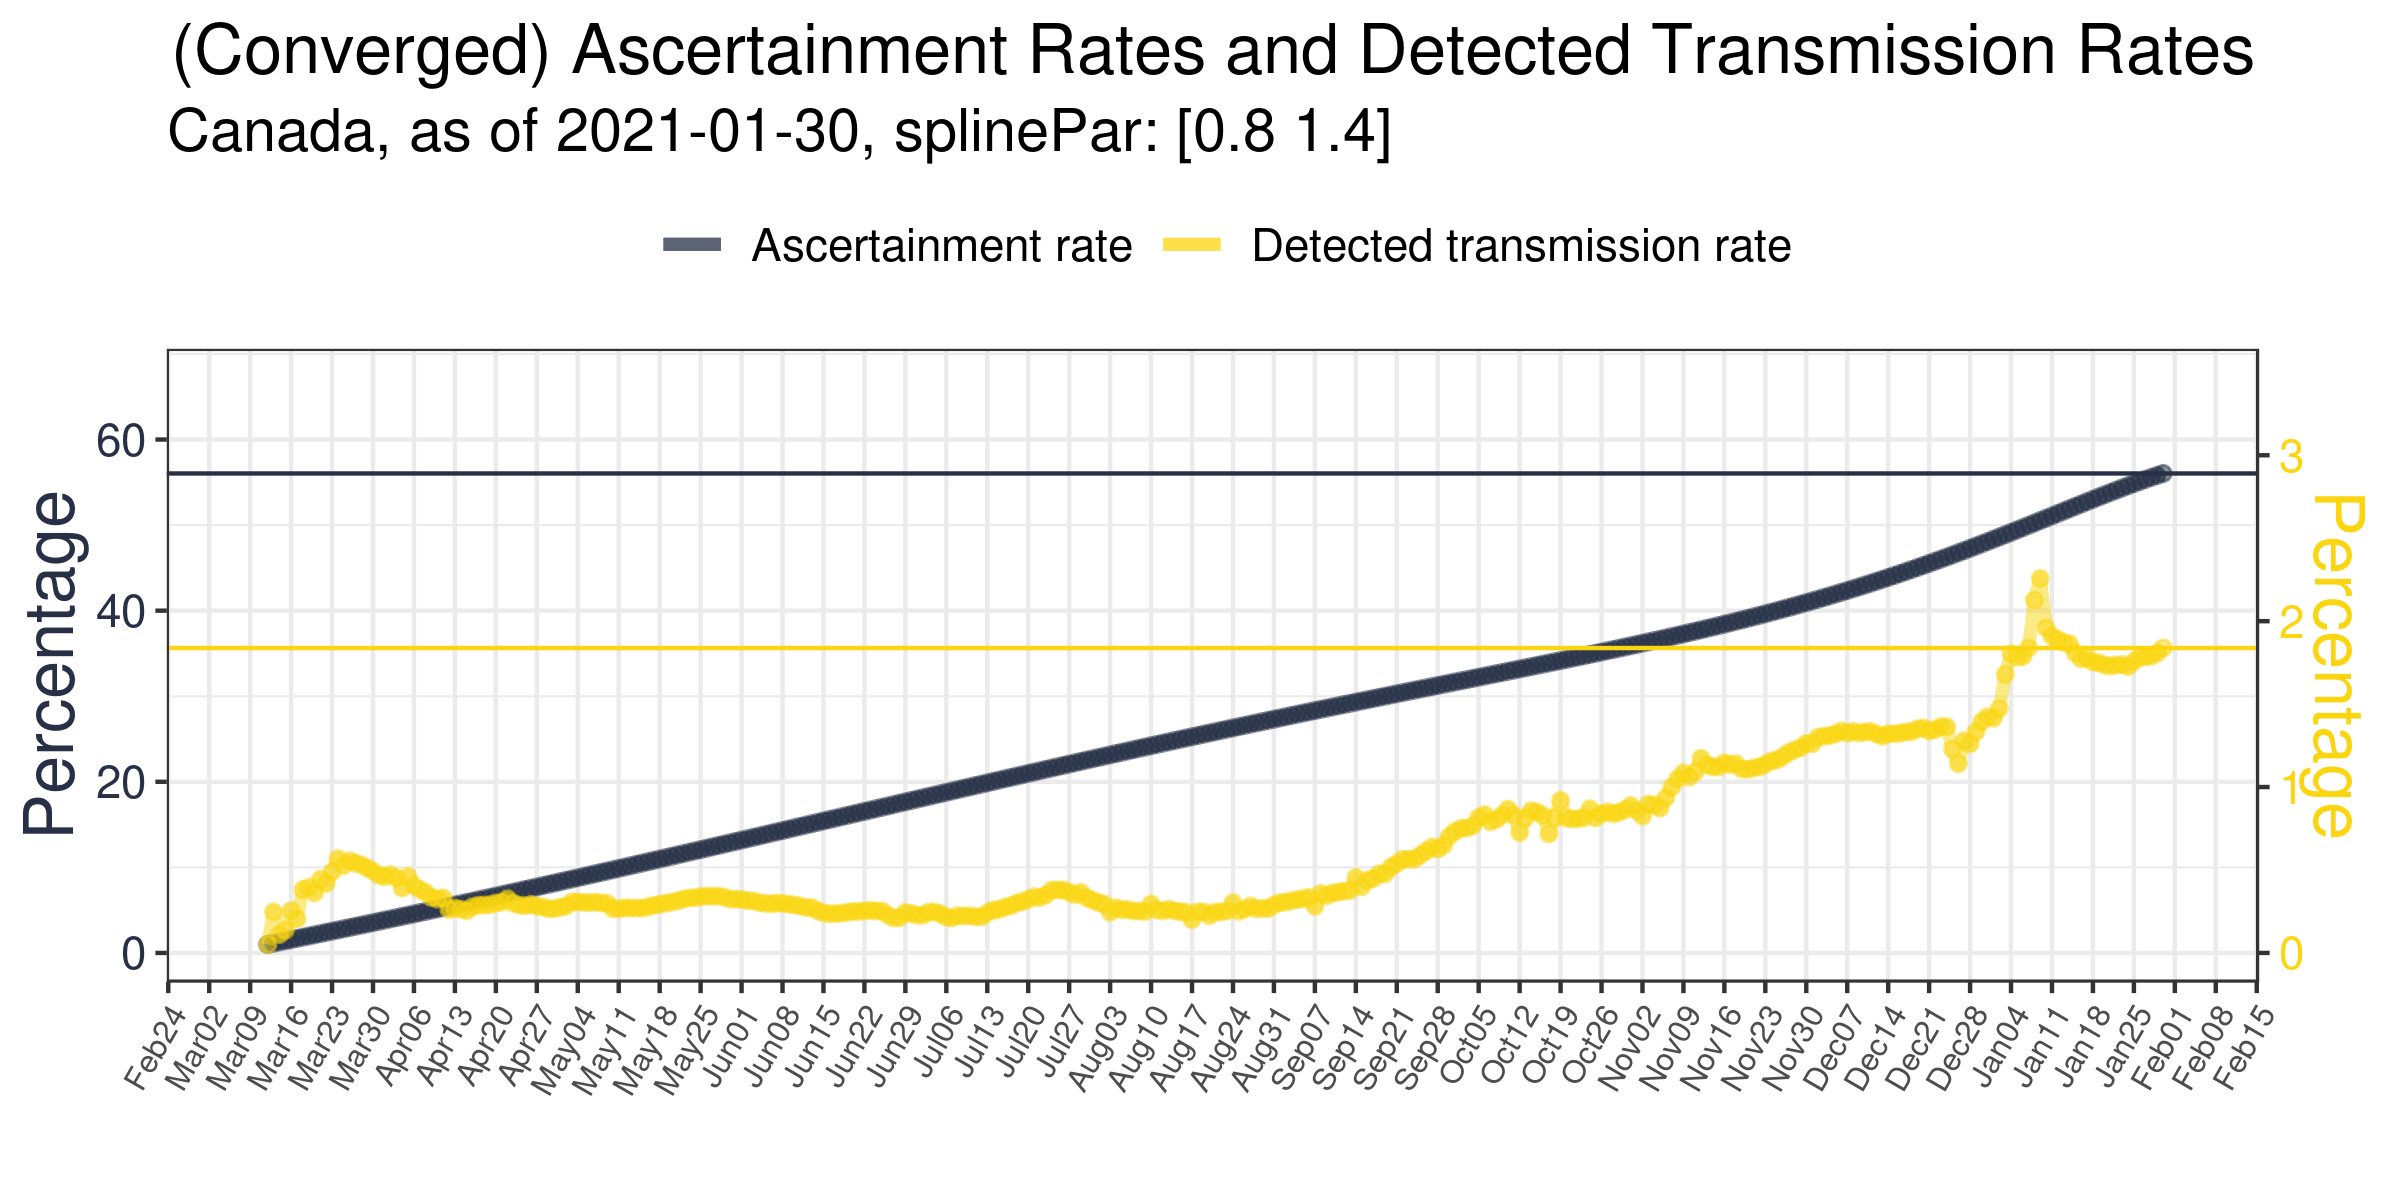 (Converged) Ascertainment Rates and Detected Transmission Rates
Canada, as of 2021-01-30, splinePar: [0.8 1.4]
Ascertainment rate Detected transmission rate
Percentage
60
40
20
0
3
2
1
0
Percentage
Feb24 Mar02 Mar09 Mar16 Mar23 Mar30 Apr06 Apr13 Apr20 Apr27 May04 May11 May18 May25 Jun01 Jun08 Jun15 Jun22 Jun29 Jul06 Jul13 Jul20 Jul27 Aug03 Aug10 Aug17 Aug24 Aug31 Sep07 Sep14 Sep21 Sep28 Oct05 Oct12 Oct19 Oct26 Nov02 Nov09 Nov16 Nov23 Nov30 Dec07 Dec14 Dec21 Dec28 Jan04 Jan11 Jan18 Jan25 Feb01 Feb08 Feb15